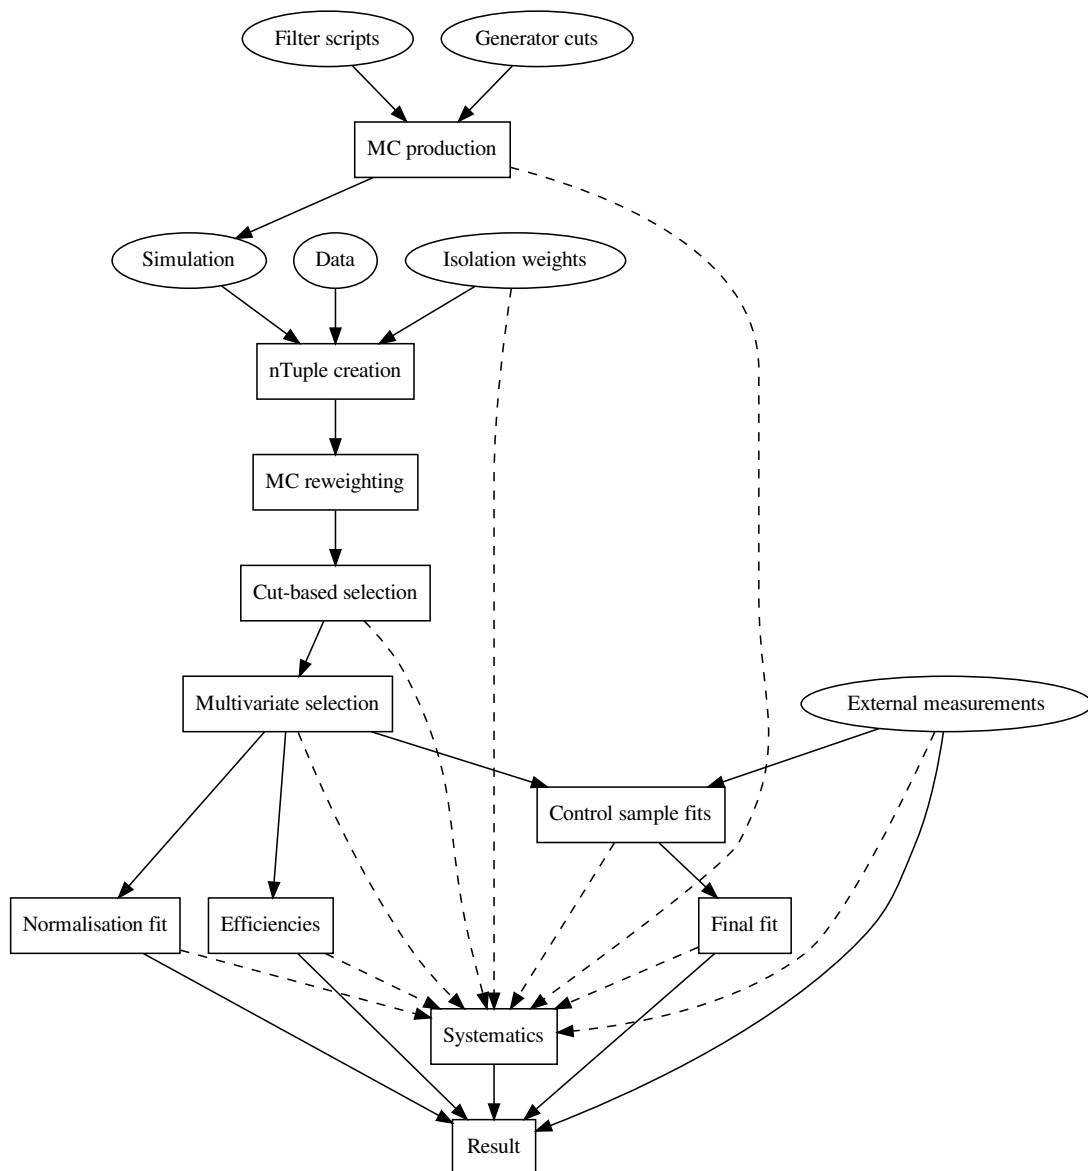 Filter scripts
Generator cuts
MC production
Simulation
Data
Isolation weights
nTuple creation
MC reweighting
Cut-based selection
Multivariate selection
External measurements
Control sample fits
Normalisation fit
Efficiencies
Final fit
Systematics
Result